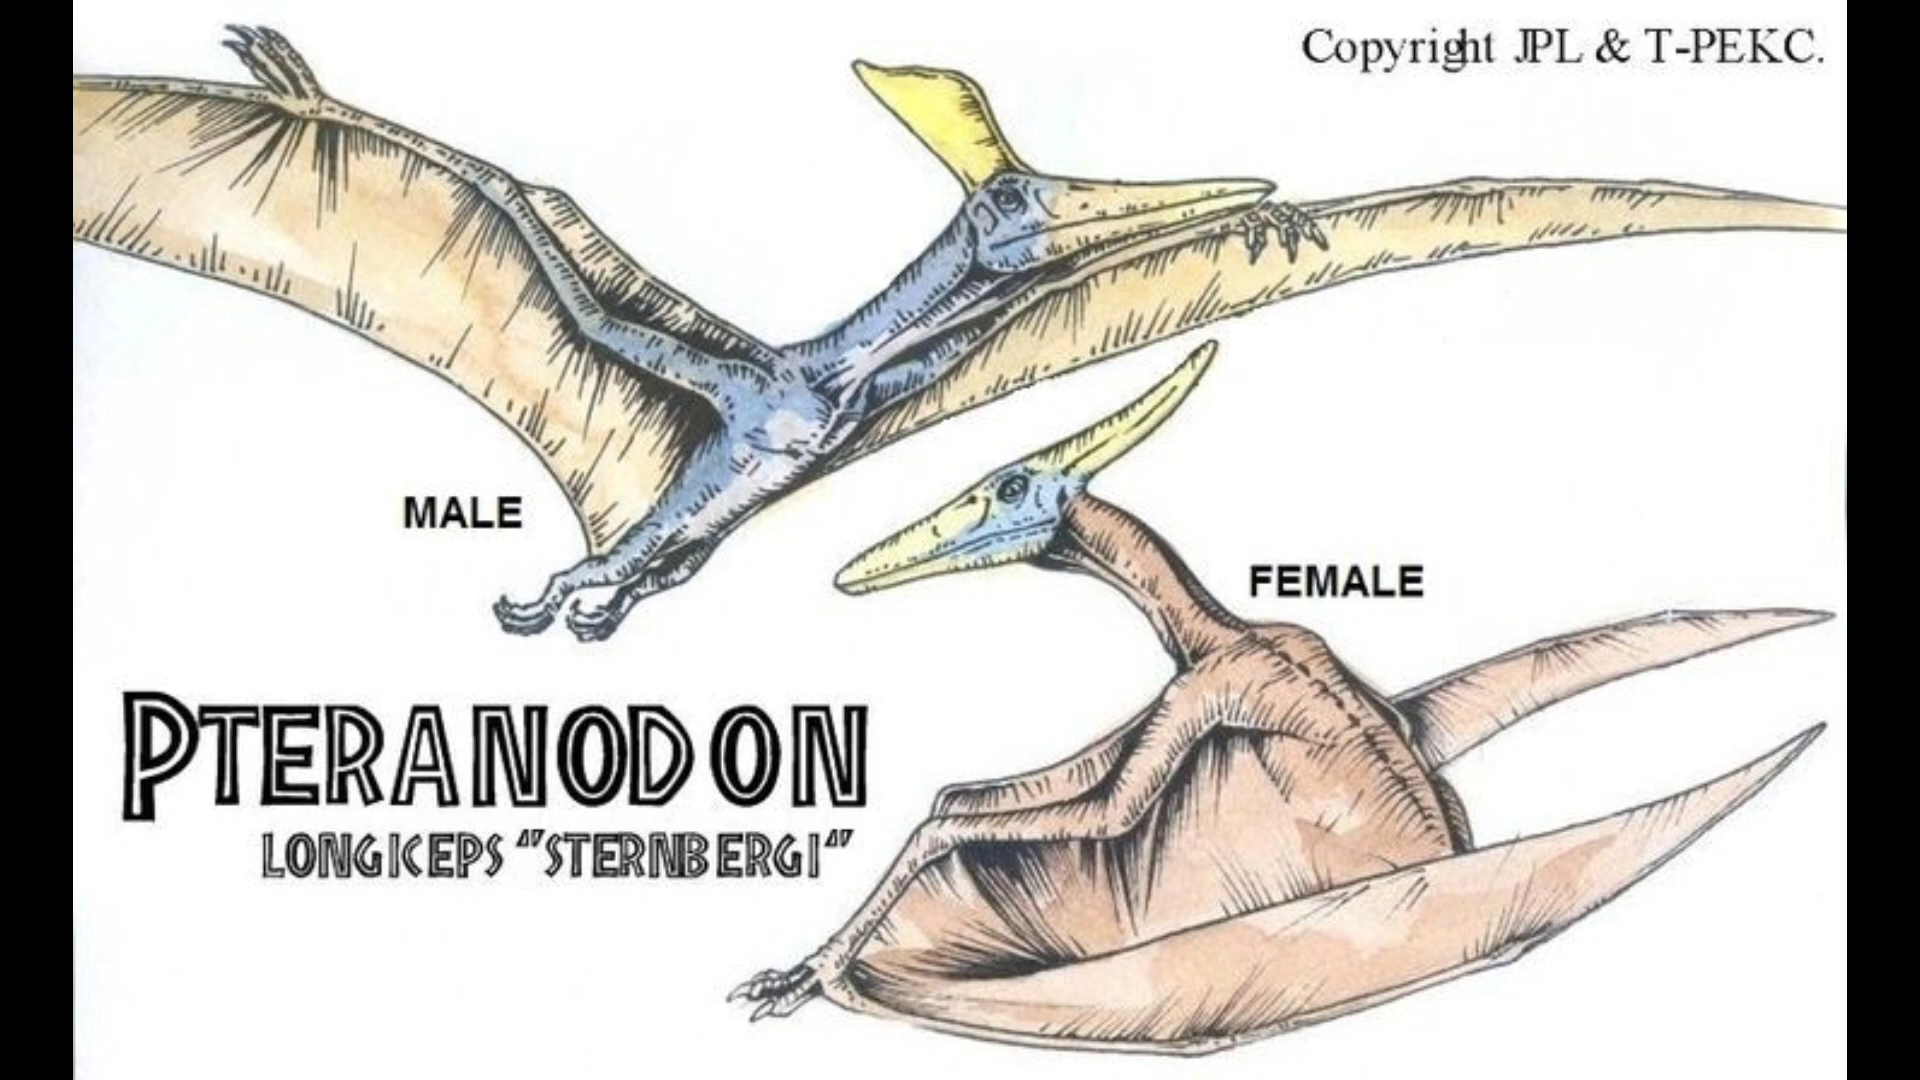 Copyright JPL & T-PEKC.
MALE
FEMALE
PTERANODON
LONGICEPS "STERNBERGI"